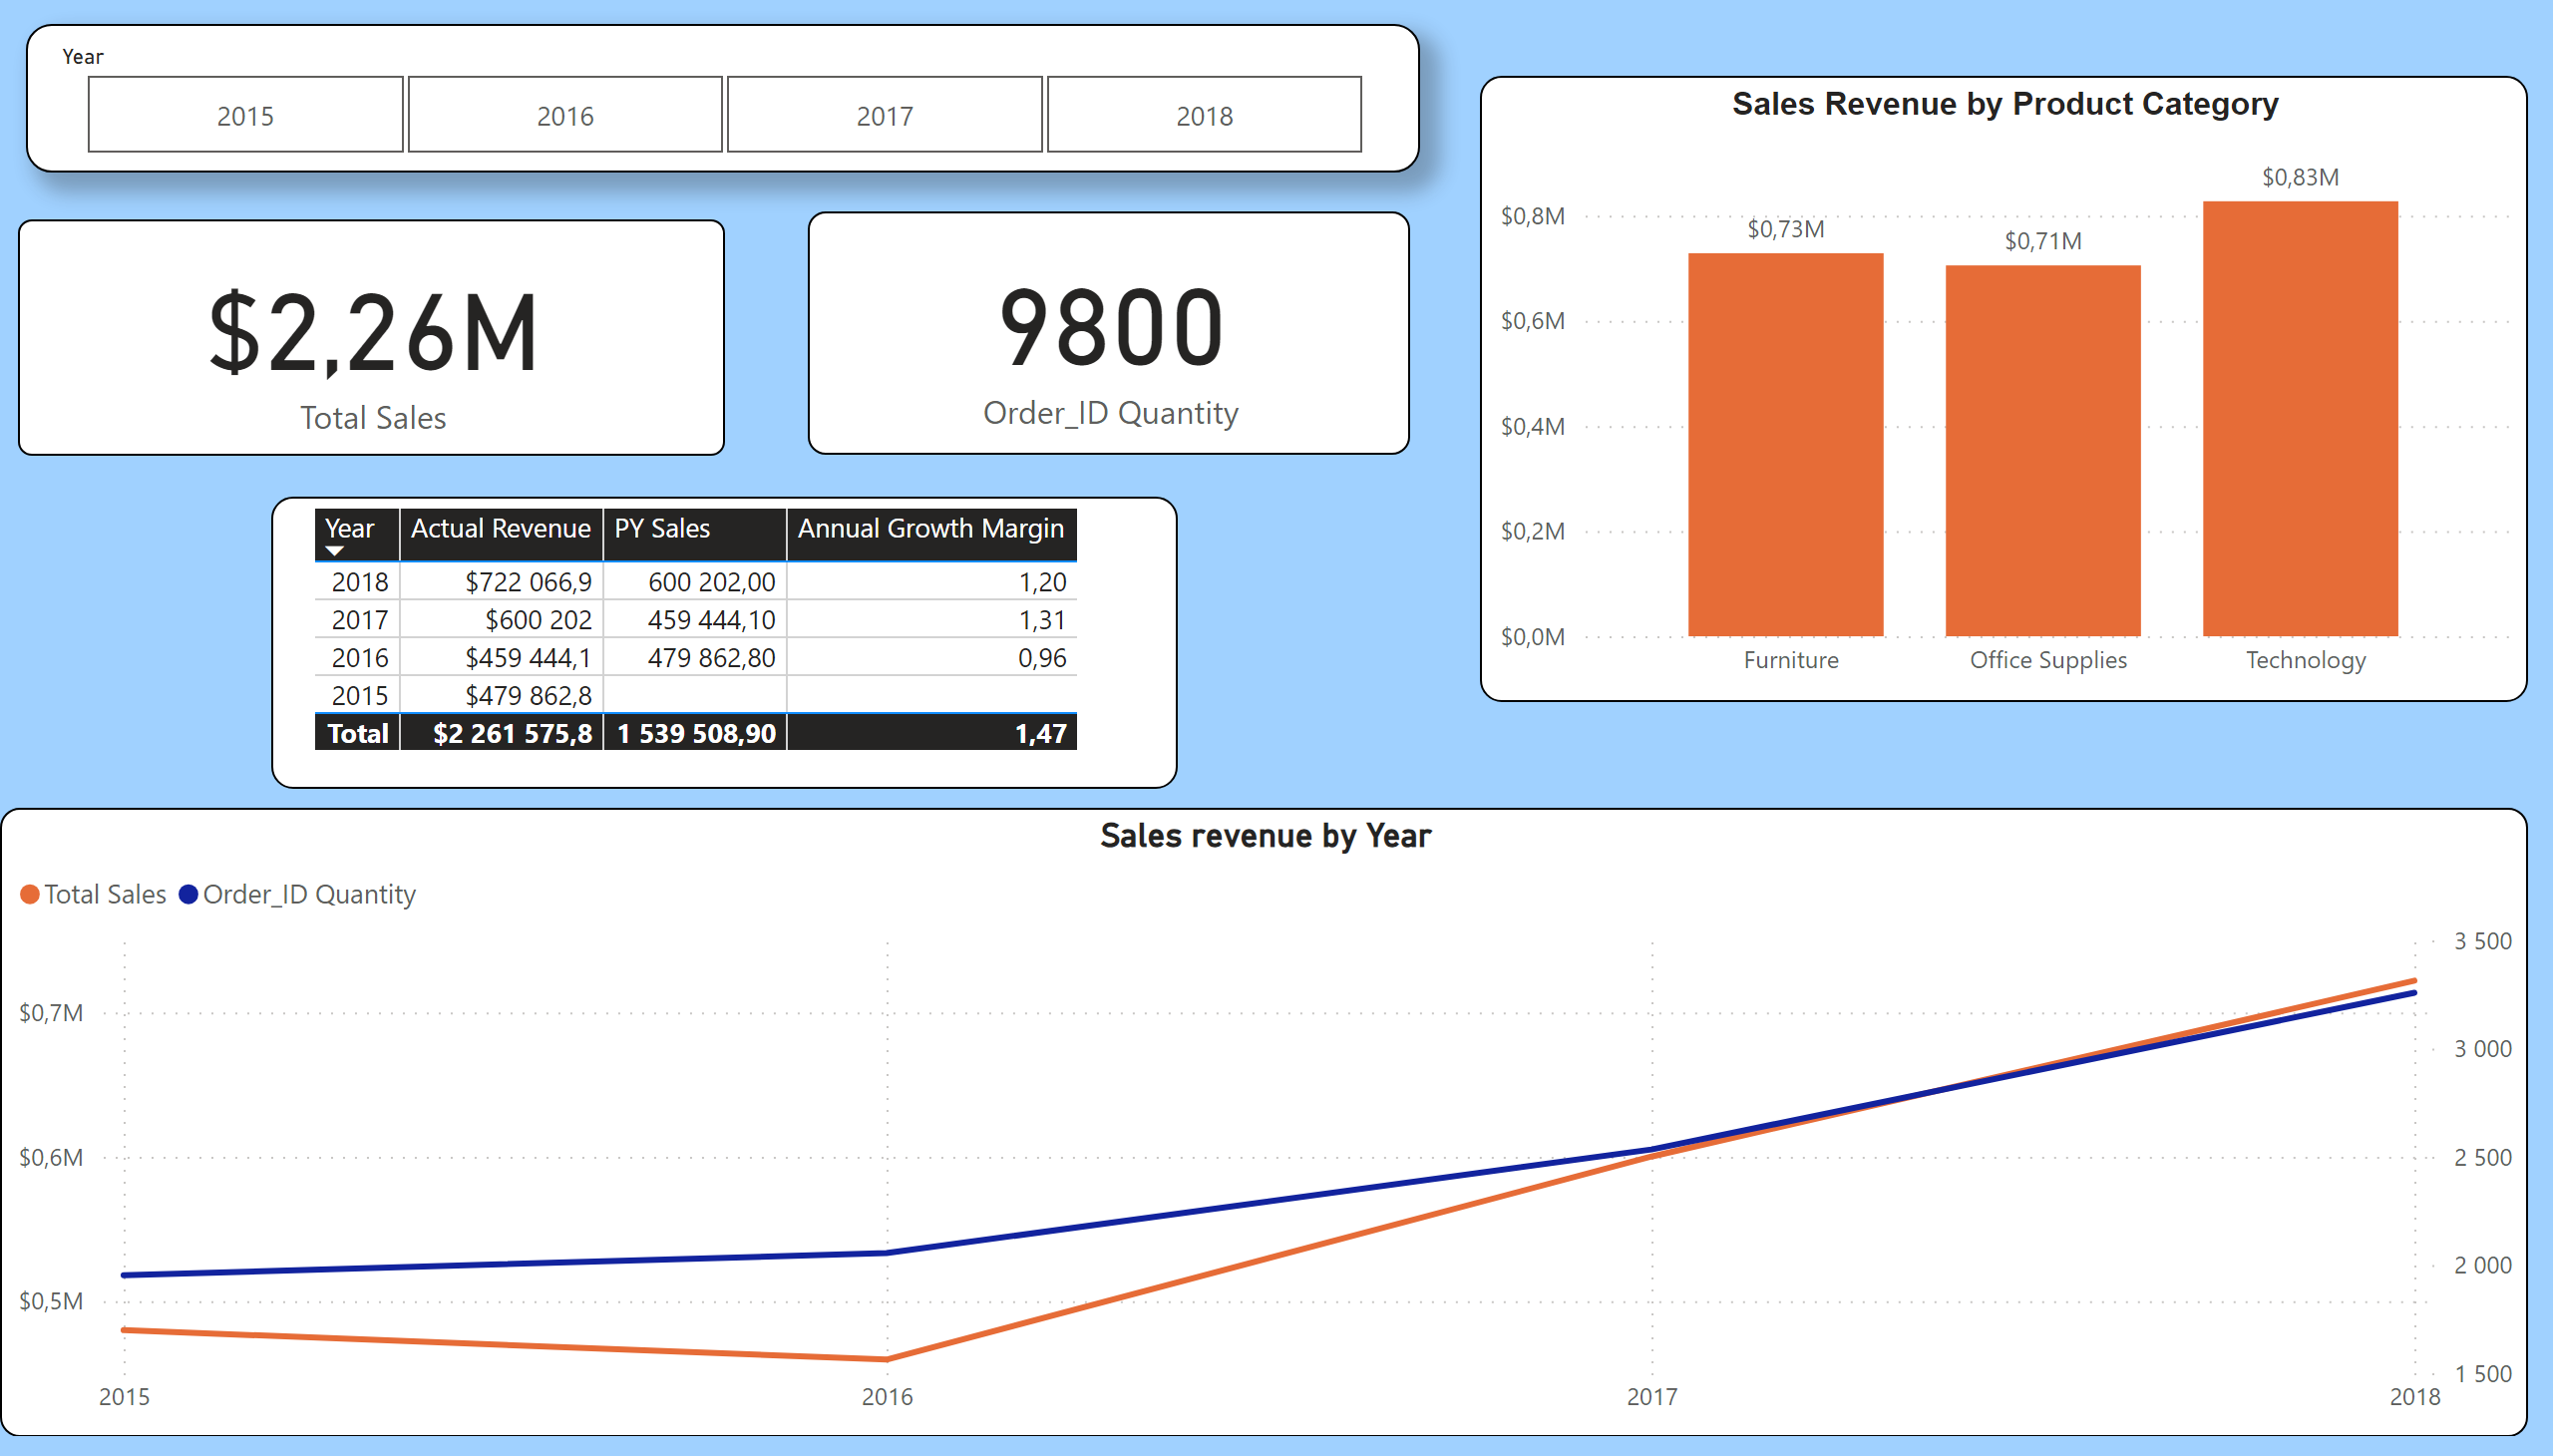 Year
2015 2016 2017 2018
$2,26M
Total Sales
9800
Order_ID Quantity
Year Actual Revenue PY Sales Annual Growth Margin
2018 $722 066,9 600 202,00 1,20
2017 $600 202 459 444,10 1,31
2016 $459 444,1 479 862,80 0,96
2015 $479 862,8
Total $2 261 575,8 1 539 508,90 1,47
Sales Revenue by Product Category
$0,83M
$0,8M
$0,73M
$0,71M
$0,6M
$0,4M
$0,2M
$0,0M
Furniture Office Supplies Technology
Sales revenue by Year
Total Sales Order_ID Quantity
3 500
$0,7M
3 000
$0,6M 2 500
2 000
$0,5M
1 500
2015 2016 2017 2018